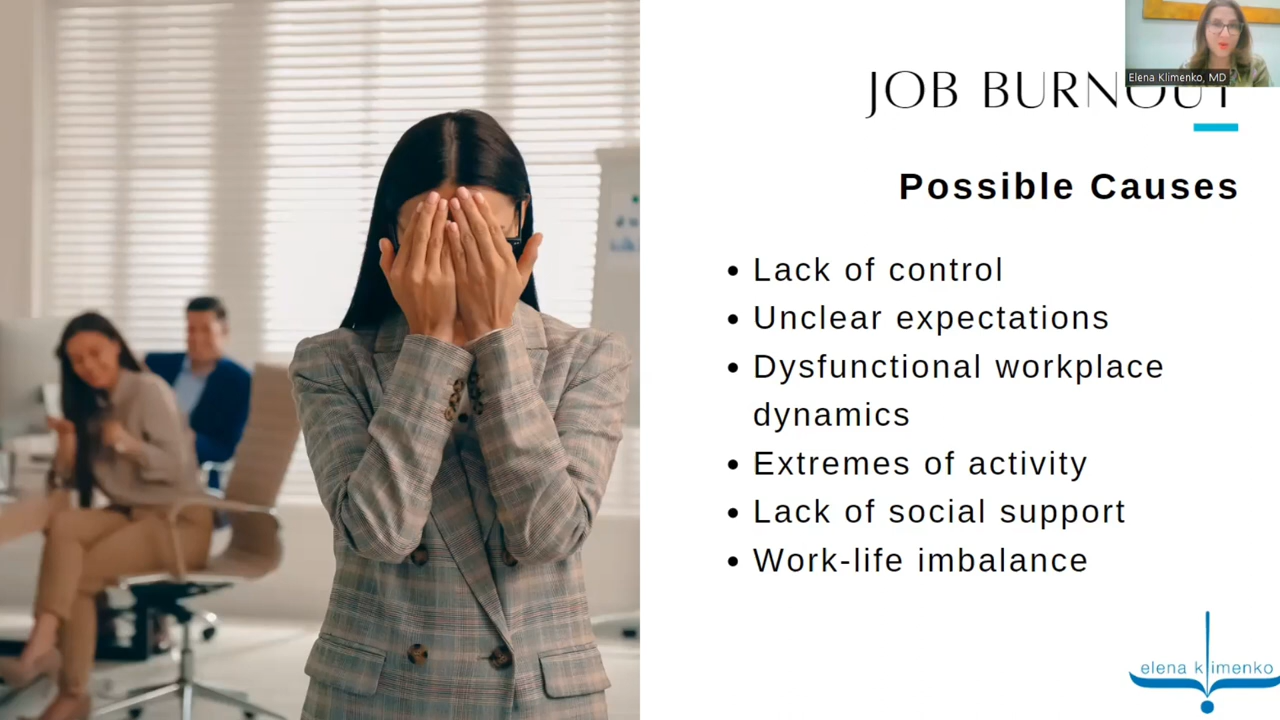 Elena Klimenko, MD
JOB BURNOUT
Possible Causes
• Lack of control
• Unclear expectations
• Dysfunctional workplace
dynamics
• Extremes of activity
• Lack of social support
• Work-life imbalance
elena klimenko